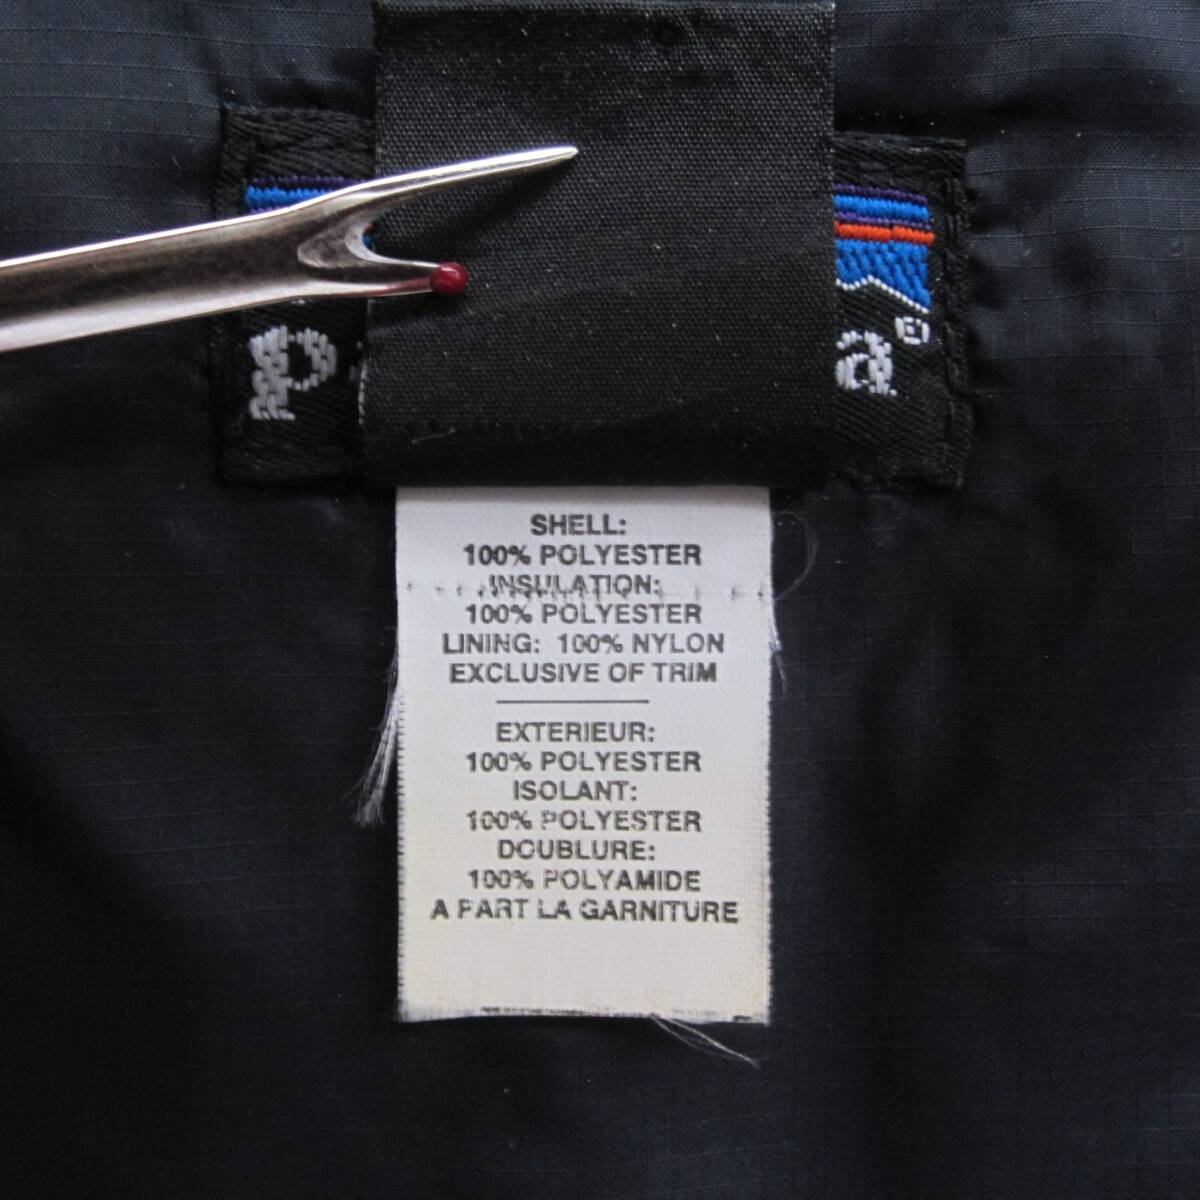 P a®
SHELL:
100% POLYESTER
INSULATION:
100% POLYESTER
LINING: 100% NYLON
EXCLUSIVE OF TRIM
EXTERIEUR:
100% POLYESTER
ISOLANT:
100% POLYESTER
DOUBLURE:
100% POLYAMIDE
A PART LA GARNITURE